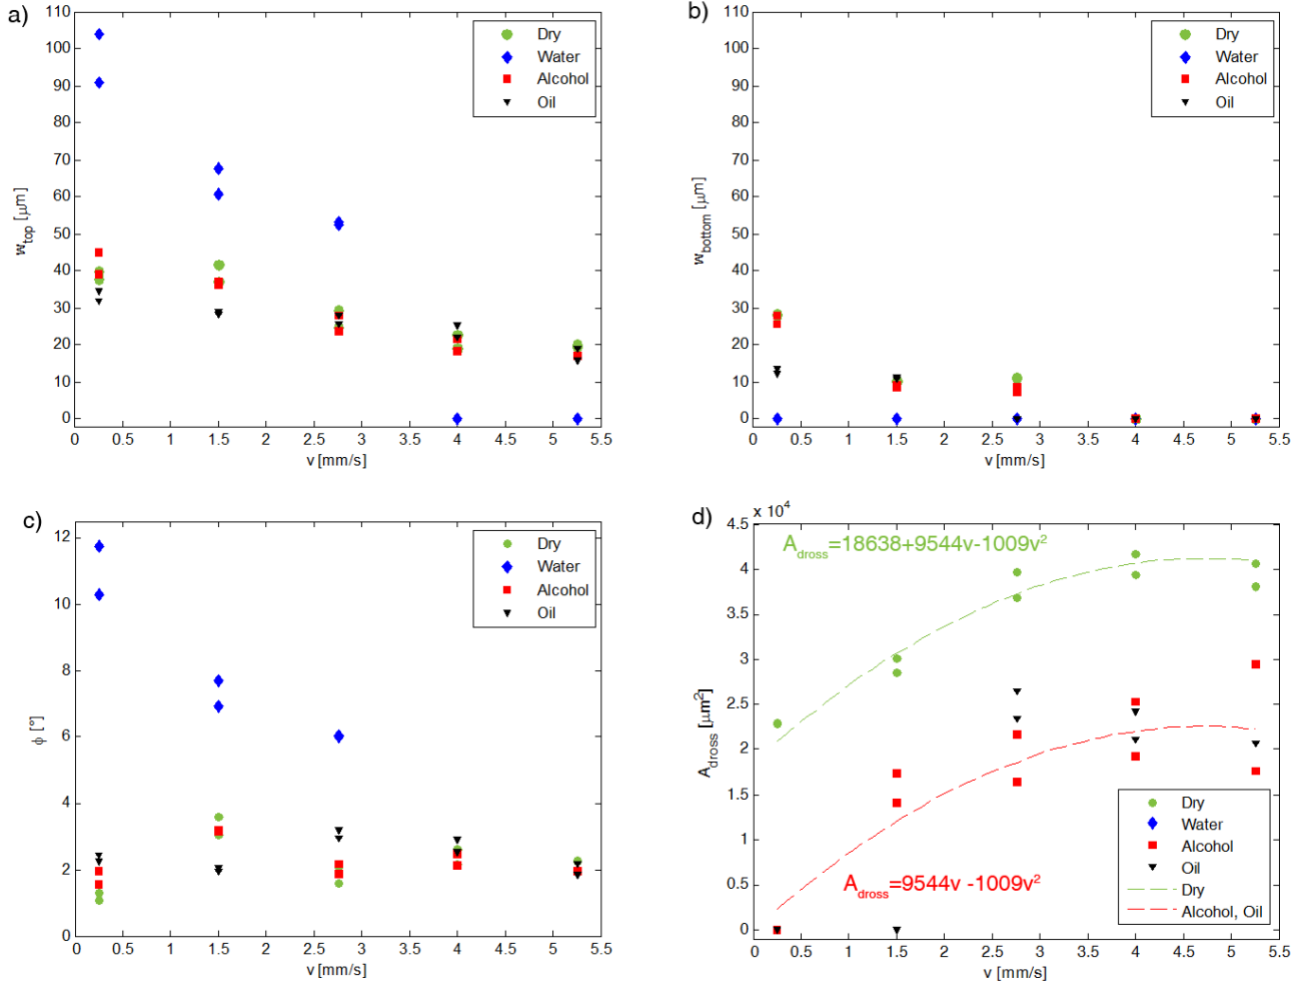 a)
110
100
90
80
70
60
50
40
30
20
10
0
w_top [μm]
0 0.5 1 1.5 2 2.5 3 3.5 4 4.5 5 5.5
v [mm/s]
Dry
Water
Alcohol
Oil
b)
110
100
90
80
70
60
50
40
30
20
10
0
w_bottom [μm]
0 0.5 1 1.5 2 2.5 3 3.5 4 4.5 5 5.5
v [mm/s]
Dry
Water
Alcohol
Oil
c)
12
10
8
6
4
2
0
ϕ [°]
0 0.5 1 1.5 2 2.5 3 3.5 4 4.5 5 5.5
v [mm/s]
Dry
Water
Alcohol
Oil
d)
x 10⁴
4.5
4
3.5
3
2.5
2
1.5
1
0.5
0
A_dross [μm²]
0 0.5 1 1.5 2 2.5 3 3.5 4 4.5 5 5.5
v [mm/s]
A_dross=18638+9544v-1009v²
A_dross=9544v -1009v²
Dry
Water
Alcohol
Oil
Dry
Alcohol, Oil